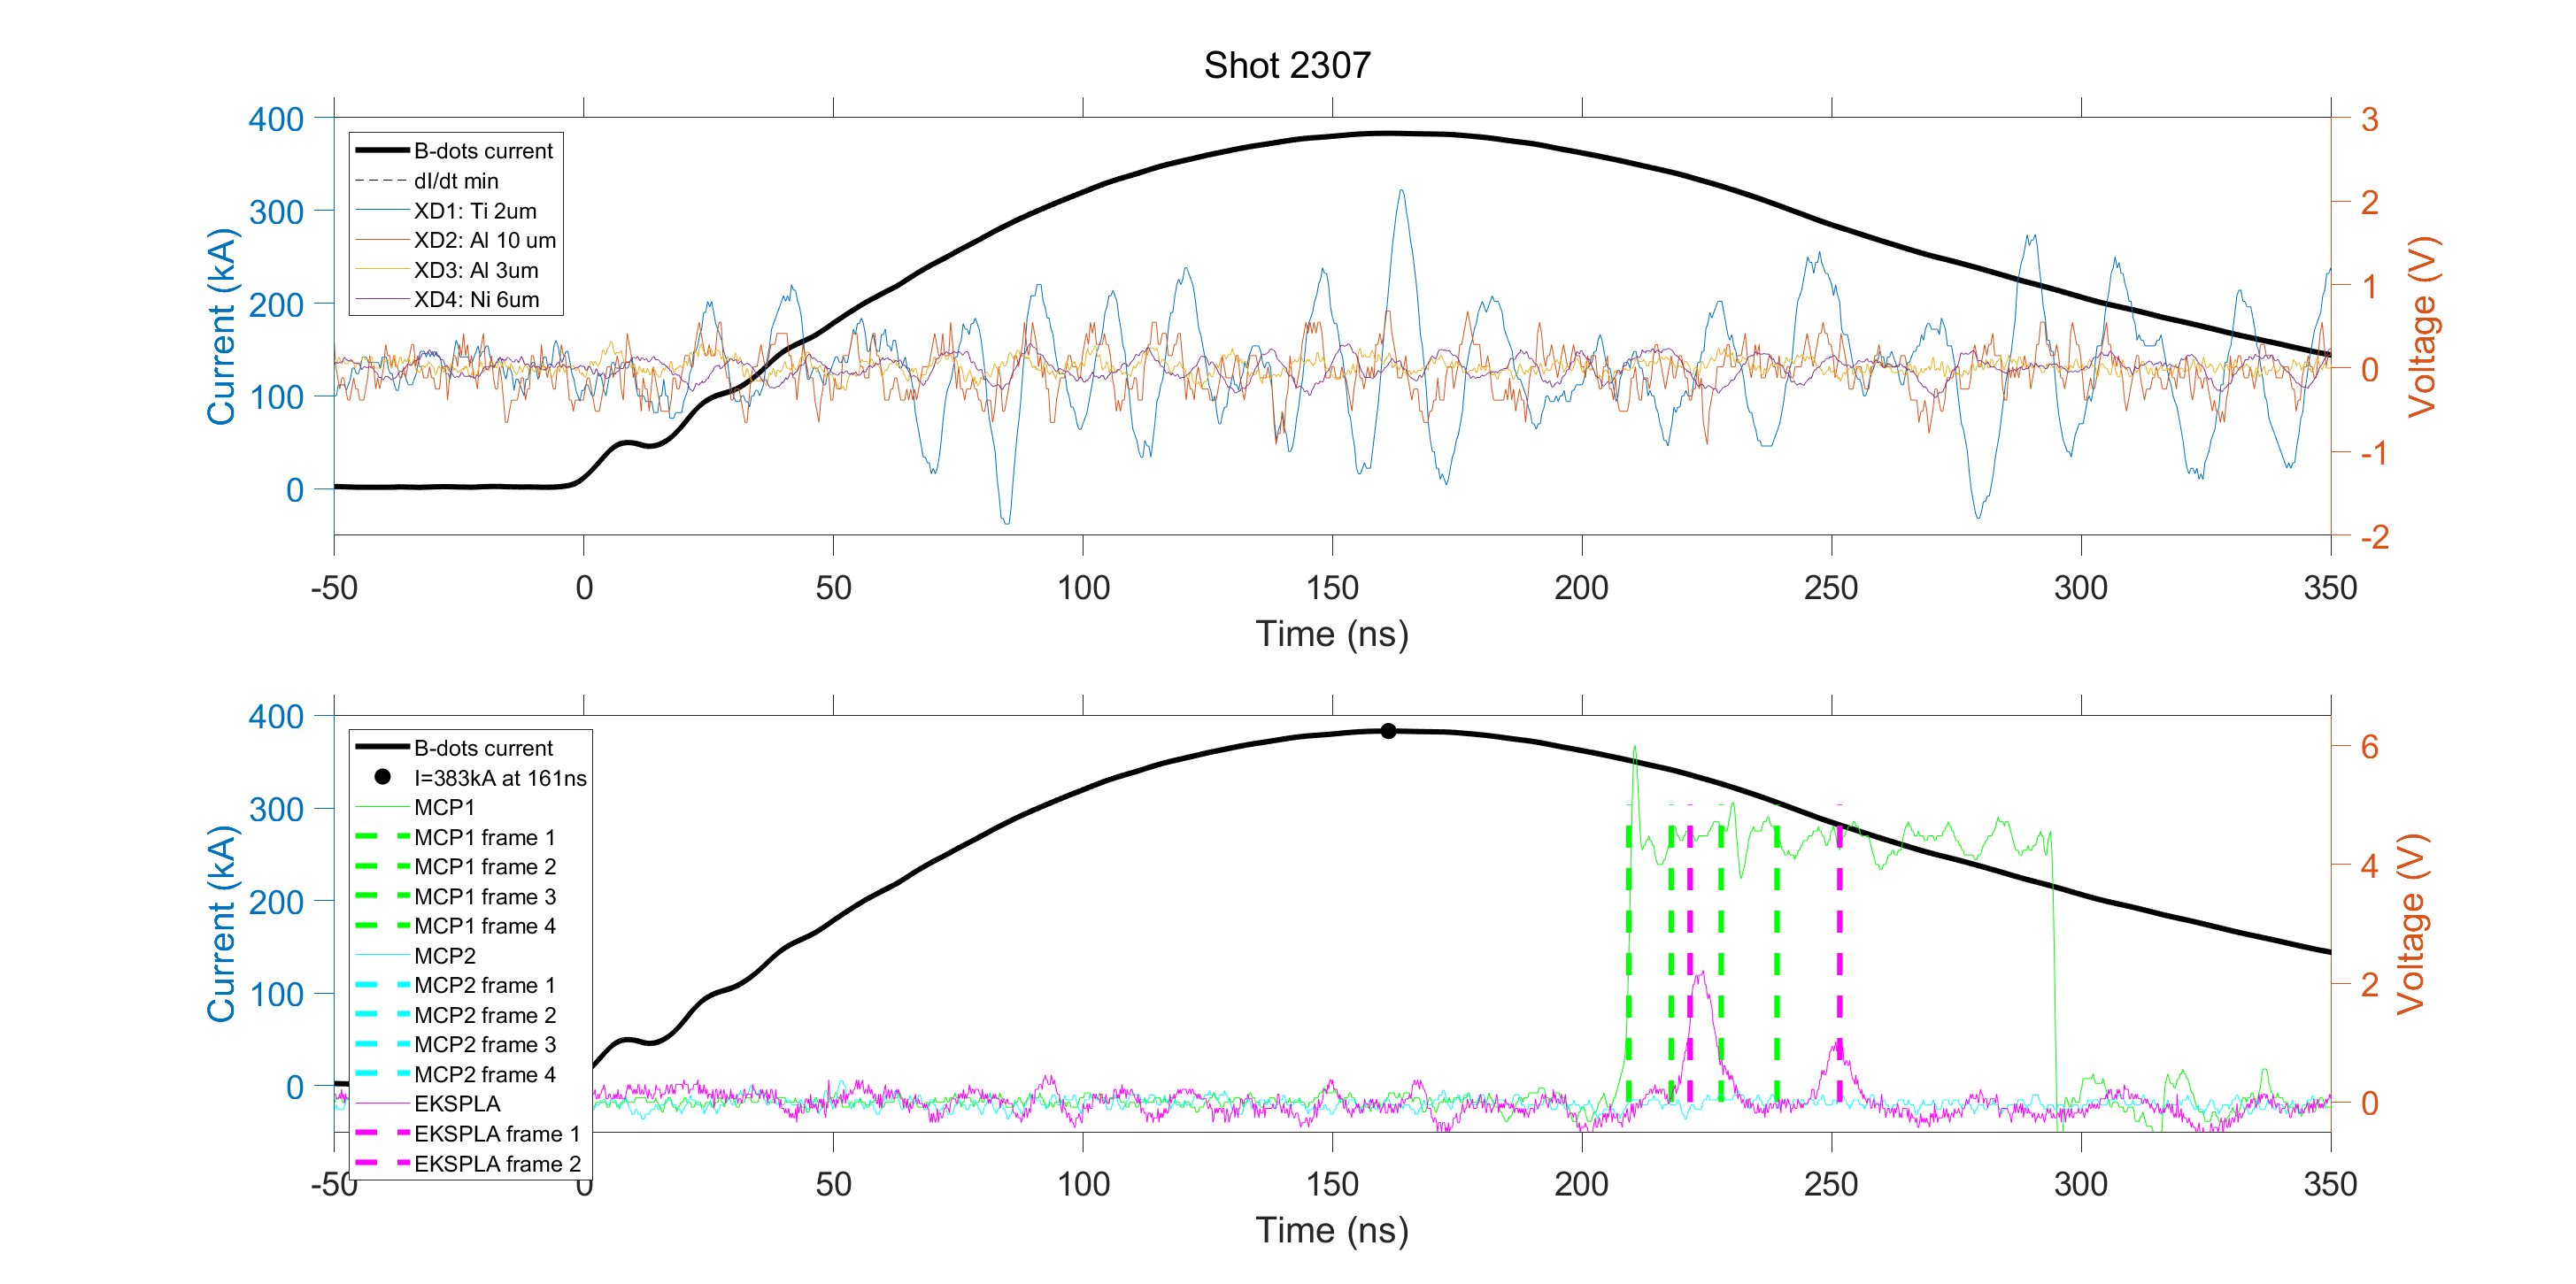 Shot 2307
400
300
200
100
0
Current (kA)
3
2
1
0
-1
-2
Voltage (V)
B-dots current
dI/dt min
XD1: Ti 2um
XD2: Al 10 um
XD3: Al 3um
XD4: Ni 6um
-50 0 50 100 150 200 250 300 350
Time (ns)
400
300
200
100
0
Current (kA)
6
4
2
0
Voltage (V)
B-dots current
I=383kA at 161ns
MCP1
MCP1 frame 1
MCP1 frame 2
MCP1 frame 3
MCP1 frame 4
MCP2
MCP2 frame 1
MCP2 frame 2
MCP2 frame 3
MCP2 frame 4
EKSPLA
EKSPLA frame 1
EKSPLA frame 2
-50 0 50 100 150 200 250 300 350
Time (ns)